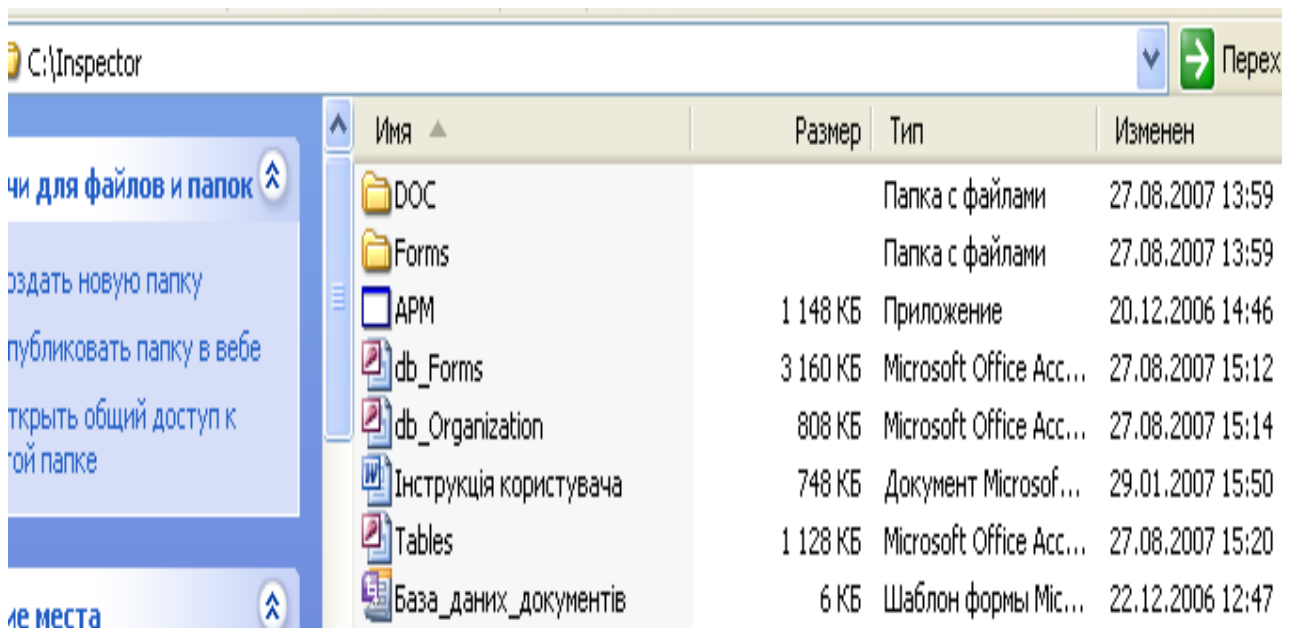 C:\Inspector Перех
Имя Размер Тип Изменен
чи для файлов и папок
оздать новую папку
публиковать папку в вебе
ткрыть общий доступ к
той папке
ие места
DOC Папка с файлами 27.08.2007 13:59
Forms Папка с файлами 27.08.2007 13:59
APM 1 148 КБ Приложение 20.12.2006 14:46
db_Forms 3 160 КБ Microsoft Office Acc... 27.08.2007 15:12
db_Organization 808 КБ Microsoft Office Acc... 27.08.2007 15:14
Інструкція користувача 748 КБ Документ Microsof... 29.01.2007 15:50
Tables 1 128 КБ Microsoft Office Acc... 27.08.2007 15:20
База_даних_документів 6 КБ Шаблон формы Mic... 22.12.2006 12:47